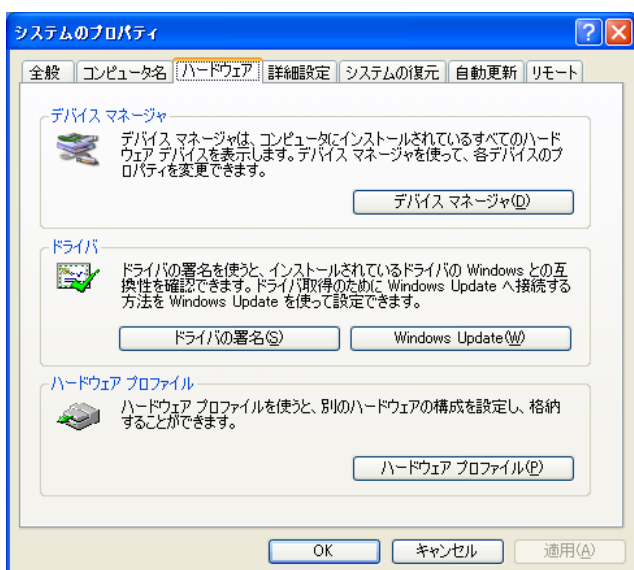 システムのプロパティ
全般 コンピュータ名 ハードウェア 詳細設定 システムの復元 自動更新 リモート
デバイス マネージャ
デバイス マネージャは、コンピュータにインストールされているすべてのハード
ウェア デバイスを表示します。デバイス マネージャを使って、各デバイスのプ
ロパティを変更できます。
デバイス マネージャ(D)
ドライバ
ドライバの署名を使うと、インストールされているドライバの Windows との互
換性を確認できます。ドライバ取得のために Windows Update へ接続する
方法を Windows Update を使って設定できます。
ドライバの署名(S) Windows Update(W)
ハードウェア プロファイル
ハードウェア プロファイルを使うと、別のハードウェアの構成を設定し、格納
することができます。
ハードウェア プロファイル(P)
OK キャンセル 適用(A)